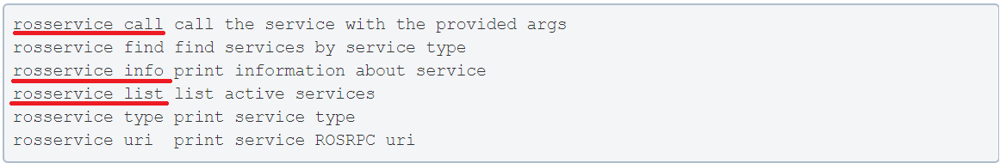 rosservice call call the service with the provided args
rosservice find find services by service type
rosservice info print information about service
rosservice list list active services
rosservice type print service type
rosservice uri  print service ROSRPC uri